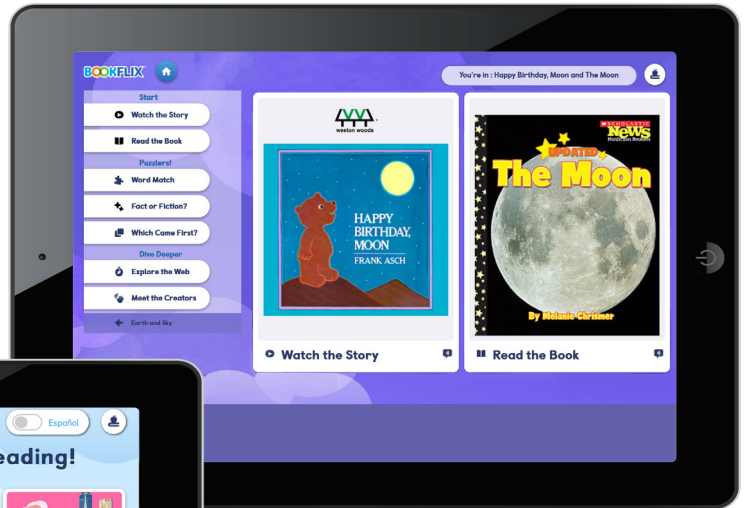 BOOKFLIX
You're in : Happy Birthday, Moon and The Moon
Start
Watch the Story
Read the Book
Puzzlers!
Word Match
Fact or Fiction?
Which Came First?
Dive Deeper
Explore the Web
Meet the Creators
Earth and Sky
weston woods
HAPPY
BIRTHDAY,
MOON
FRANK ASCH
Watch the Story
SCHOLASTIC
News
Nonfiction Readers
UPDATED
The Moon
By Melanie Chrismer
Read the Book
Español
eading!